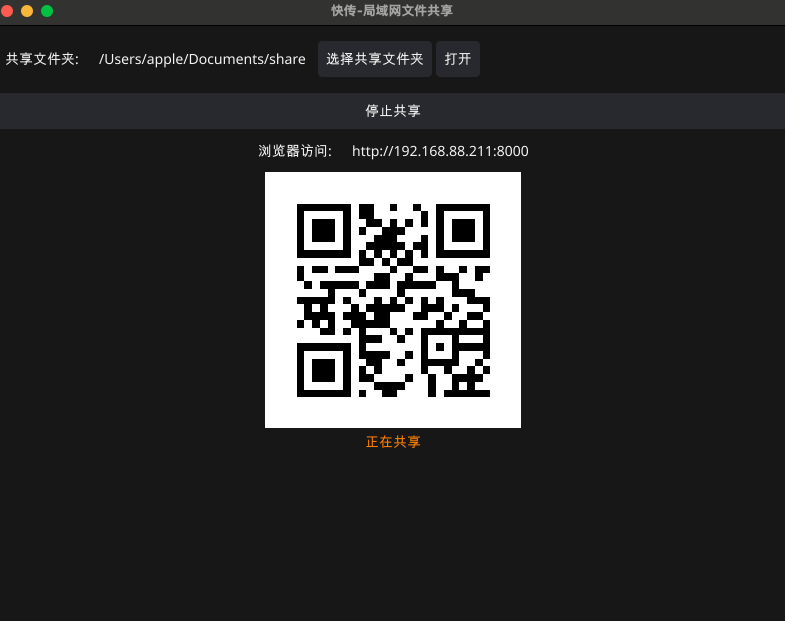 快传-局域网文件共享
共享文件夹: /Users/apple/Documents/share 选择共享文件夹 打开
停止共享
浏览器访问: http://192.168.88.211:8000
正在共享